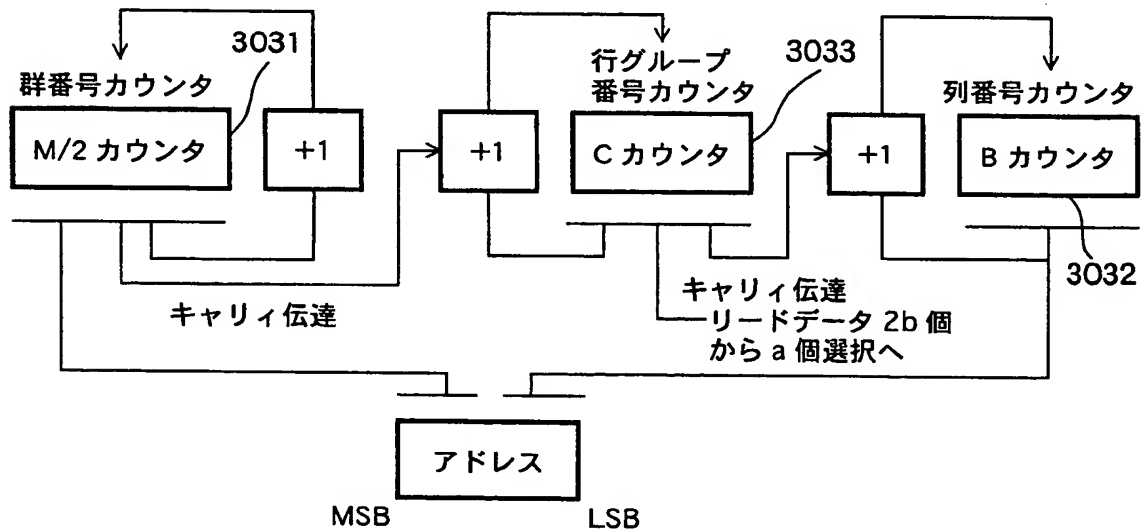 3031
群番号カウンタ
M/2 カウンタ
+1
+1
行グループ
番号カウンタ
3033
C カウンタ
+1
列番号カウンタ
B カウンタ
3032
キャリィ伝達
キャリィ伝達
リードデータ 2b 個
から a 個選択へ
アドレス
MSB
LSB